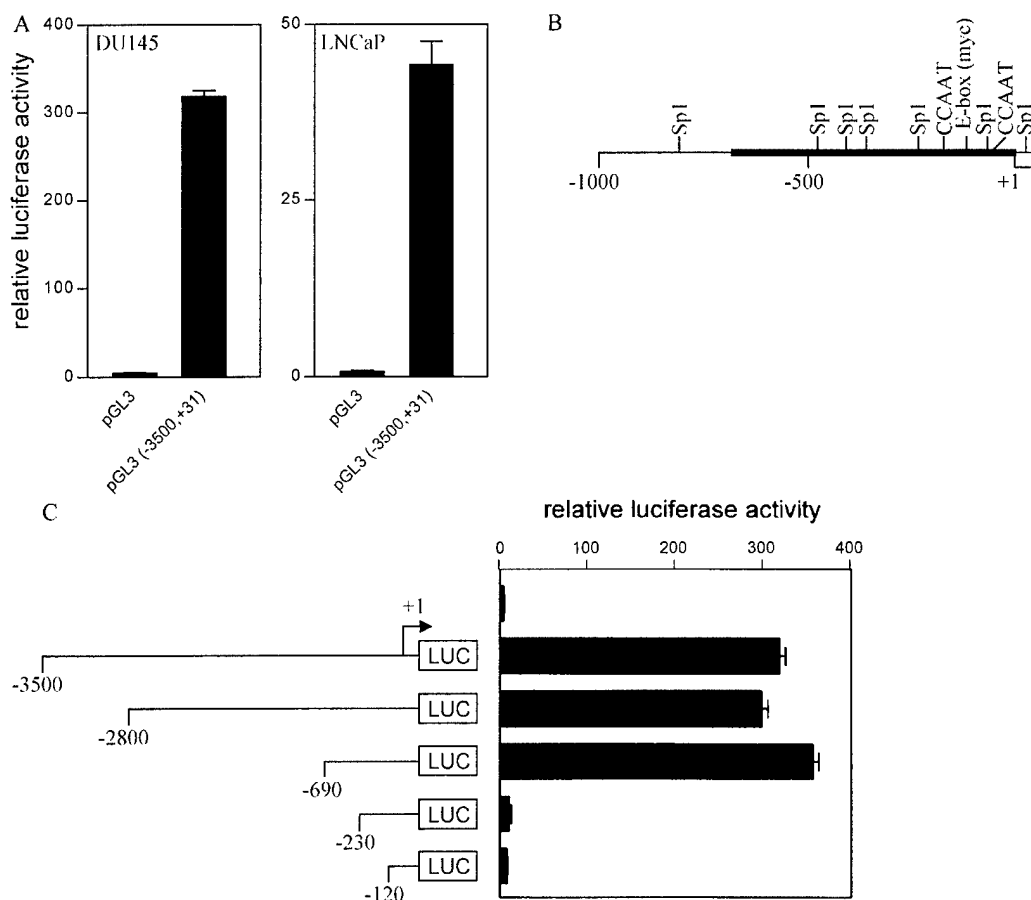 A
relative luciferase activity
400
300
200
100
0
DU145
pGL3
pGL3 (-3500,+31)
50
25
0
LNCaP
pGL3
pGL3 (-3500,+31)
B
Sp1
Sp1
Sp1
Sp1
Sp1
CCAAT
E-box (myc)
Sp1
CCAAT
Sp1
-1000
-500
+1
C
relative luciferase activity
0
100
200
300
400
+1
LUC
-3500
LUC
-2800
LUC
-690
LUC
-230
LUC
-120